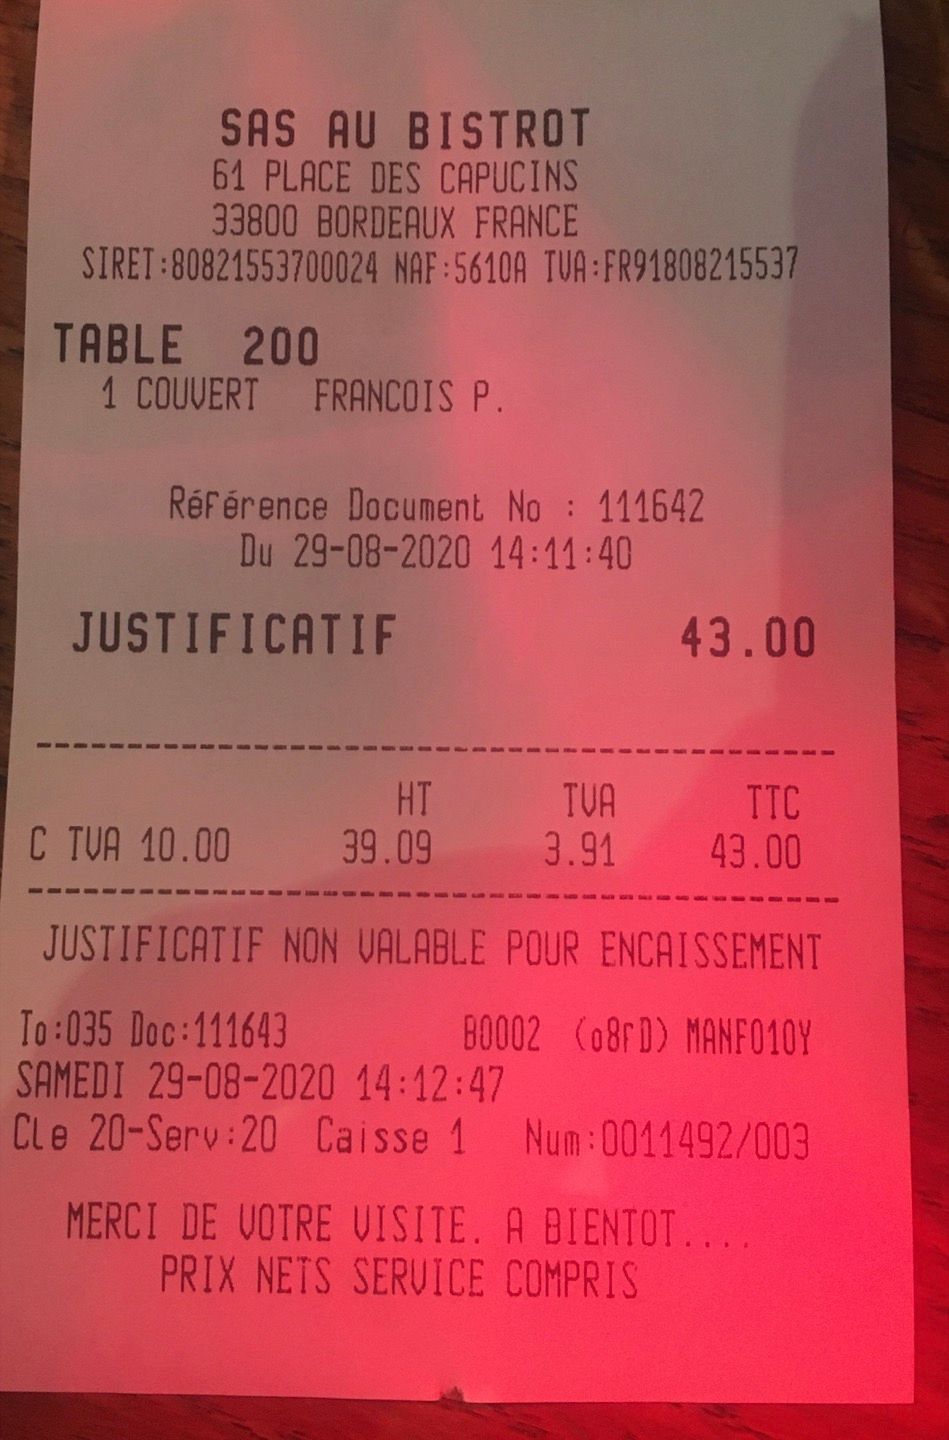 SAS AU BISTROT
61 PLACE DES CAPUCINS
33800 BORDEAUX FRANCE
SIRET:80821553700024 NAF:5610A TVA:FR91808215537
TABLE 200
1 COUVERT FRANCOIS P.
Référence Document No : 111642
Du 29-08-2020 14:11:40
JUSTIFICATIF 43.00
HT TVA TTC
C TVA 10.00 39.09 3.91 43.00
JUSTIFICATIF NON VALABLE POUR ENCAISSEMENT
To:035 Doc:111643 B0002 (o8rD) MANF010Y
SAMEDI 29-08-2020 14:12:47
Cle 20-Serv:20 Caisse 1 Num:0011492/003
MERCI DE VOTRE VISITE. A BIENTOT....
PRIX NETS SERVICE COMPRIS